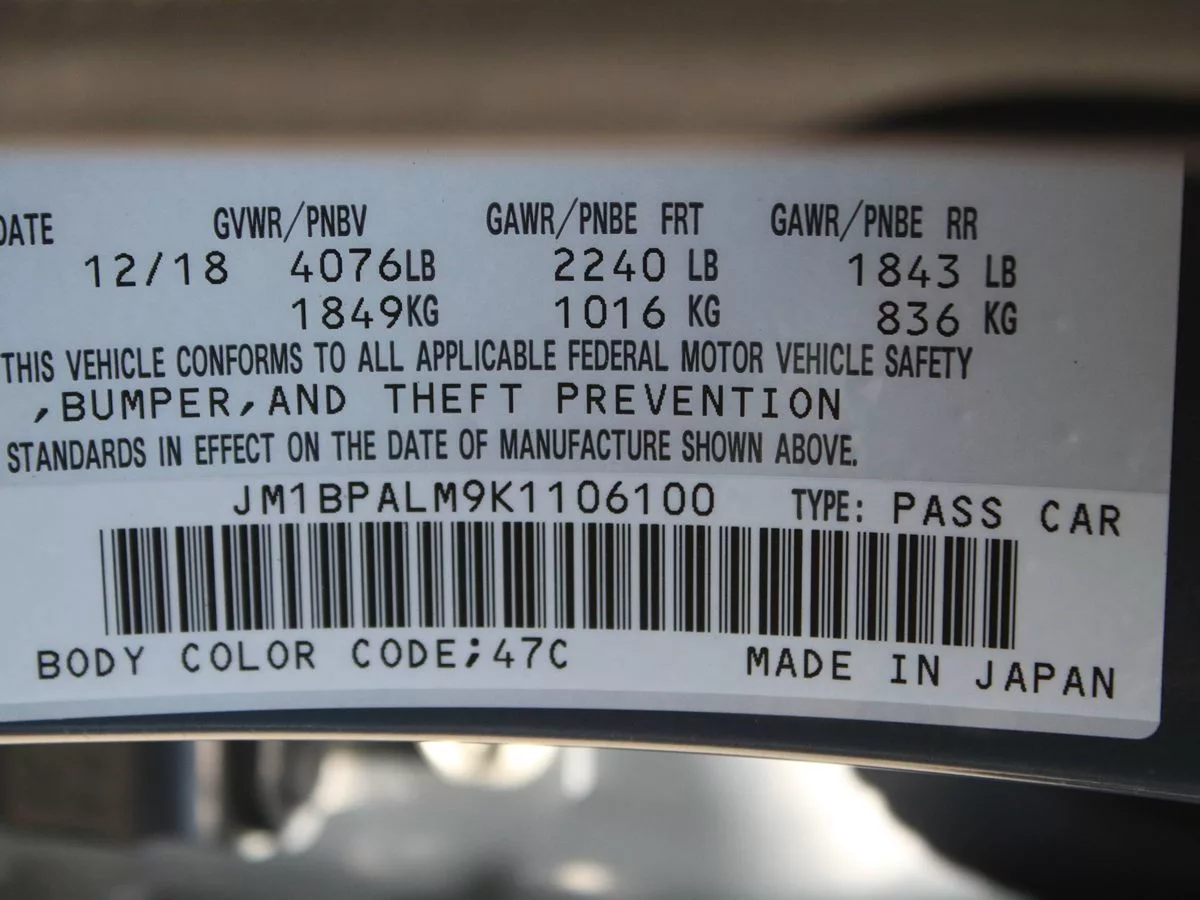 DATE GVWR/PNBV GAWR/PNBE FRT GAWR/PNBE RR
12/18 4076LB 2240 LB 1843 LB
1849KG 1016 KG 836 KG
THIS VEHICLE CONFORMS TO ALL APPLICABLE FEDERAL MOTOR VEHICLE SAFETY
,BUMPER,AND THEFT PREVENTION
STANDARDS IN EFFECT ON THE DATE OF MANUFACTURE SHOWN ABOVE.
JM1BPALM9K1106100 TYPE: PASS CAR
BODY COLOR CODE;47C MADE IN JAPAN